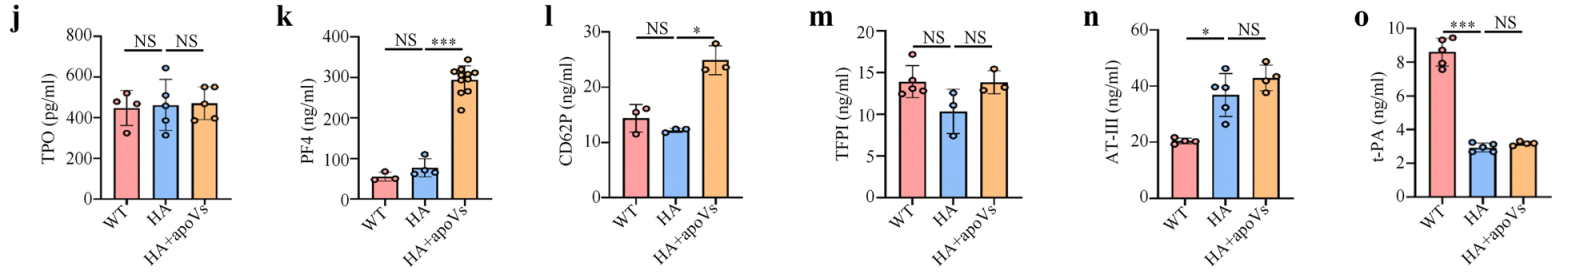 j
TPO (pg/ml)
800
600
400
200
0
NS NS
WT
HA
HA+apoVs
k
PF4 (ng/ml)
400
300
200
100
0
NS ***
WT
HA
HA+apoVs
l
CD62P (ng/ml)
30
20
10
0
NS *
WT
HA
HA+apoVs
m
TFPI (ng/ml)
20
15
10
5
0
NS NS
WT
HA
HA+apoVs
n
AT-III (ng/ml)
60
40
20
0
* NS
WT
HA
HA+apoVs
o
t-PA (ng/ml)
10
8
6
4
2
0
*** NS
WT
HA
HA+apoVs